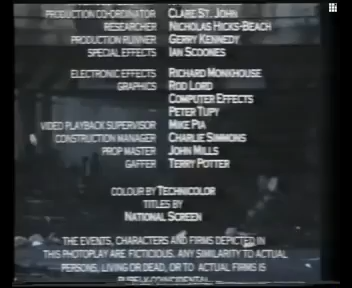 PRODUCTION CO-ORDINATOR CLARE ST. JOHN
RESEARCHER NICHOLAS HICKS-BEACH
PRODUCTION RUNNER GERRY KENNEDY
SPECIAL EFFECTS IAN SCOONES
ELECTRONIC EFFECTS RICHARD MONKHOUSE
GRAPHICS ROD LORD
COMPUTER EFFECTS
PETER TUPY
VIDEO PLAYBACK SUPERVISOR MIKE PIA
CONSTRUCTION MANAGER CHARLIE SIMMONS
PROP MASTER JOHN MILLS
GAFFER TERRY POTTER
COLOUR BY TECHNICOLOR
TITLES BY
NATIONAL SCREEN
THE EVENTS, CHARACTERS AND FIRMS DEPICTED IN
THIS PHOTOPLAY ARE FICTICIOUS. ANY SIMILARITY TO ACTUAL
PERSONS, LIVING OR DEAD, OR TO ACTUAL FIRMS IS
PURELY COINCIDENTAL.